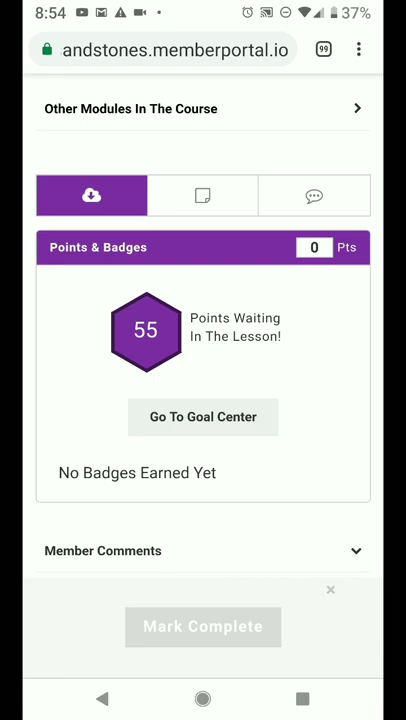 8:54
37%
andstones.memberportal.io
99
Other Modules In The Course
Points & Badges
0 Pts
55
Points Waiting
In The Lesson!
Go To Goal Center
No Badges Earned Yet
Member Comments
×
Mark Complete